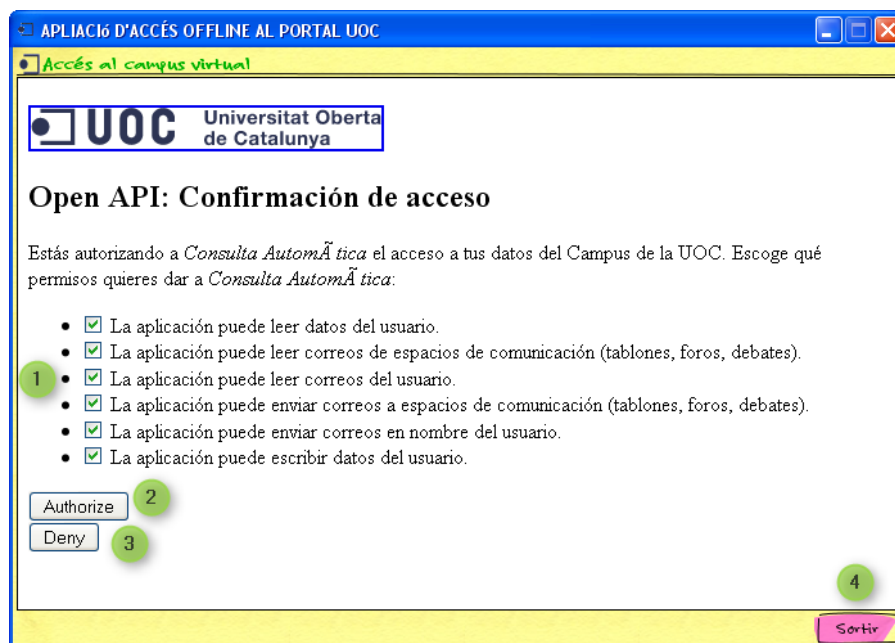 APLIACIÓ D'ACCÉS OFFLINE AL PORTAL UOC
Accés al campus virtual
UOC Universitat Oberta
de Catalunya
Open API: Confirmación de acceso
Estás autorizando a Consulta AutomÃ tica el acceso a tus datos del Campus de la UOC. Escoge qué
permisos quieres dar a Consulta AutomÃ tica:
La aplicación puede leer datos del usuario.
La aplicación puede leer correos de espacios de comunicación (tablones, foros, debates).
1 La aplicación puede leer correos del usuario.
La aplicación puede enviar correos a espacios de comunicación (tablones, foros, debates).
La aplicación puede enviar correos en nombre del usuario.
La aplicación puede escribir datos del usuario.
Authorize 2
Deny 3
4
Sortir